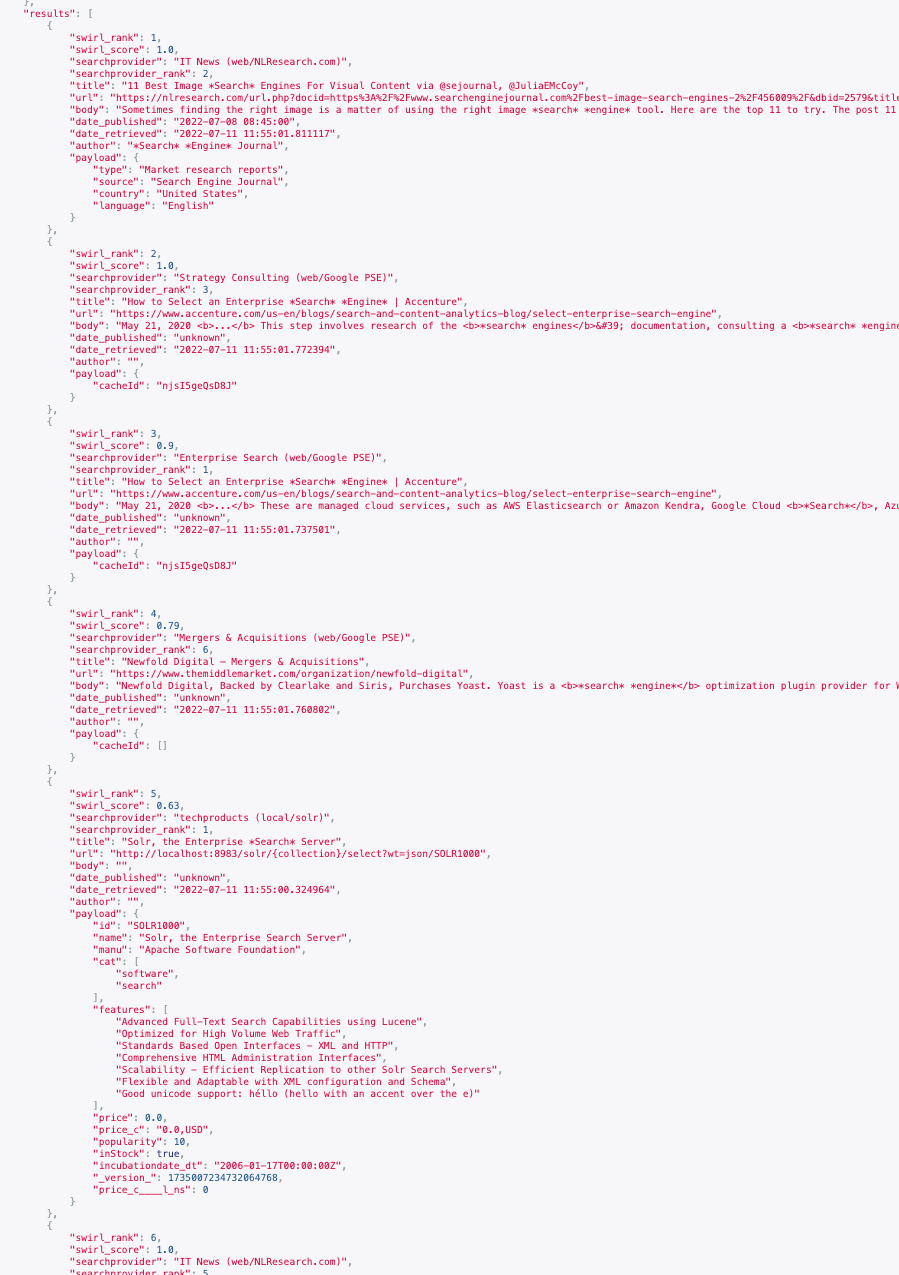 },
"results": [
{
"swirl_rank": 1,
"swirl_score": 1.0,
"searchprovider": "IT News (web/NLResearch.com)",
"searchprovider_rank": 2,
"title": "11 Best Image *Search* Engines For Visual Content via @sejournal, @JuliaEMcCoy",
"url": "https://nlresearch.com/url.php?docid=https%3A%2F%2Fwww.searchenginejournal.com%2Fbest-image-search-engines-2%2F456009%2F&dbid=2579&title
"body": "Sometimes finding the right image is a matter of using the right image *search* *engine* tool. Here are the top 11 to try. The post 11
"date_published": "2022-07-08 08:45:00",
"date_retrieved": "2022-07-11 11:55:01.811117",
"author": "*Search* *Engine* Journal",
"payload": {
"type": "Market research reports",
"source": "Search Engine Journal",
"country": "United States",
"language": "English"
}
},
{
"swirl_rank": 2,
"swirl_score": 1.0,
"searchprovider": "Strategy Consulting (web/Google PSE)",
"searchprovider_rank": 3,
"title": "How to Select an Enterprise *Search* *Engine* | Accenture",
"url": "https://www.accenture.com/us-en/blogs/search-and-content-analytics-blog/select-enterprise-search-engine",
"body": "May 21, 2020 <b>...</b> This step involves research of the <b>*search* engines</b>&#39; documentation, consulting a <b>*search* *engine
"date_published": "unknown",
"date_retrieved": "2022-07-11 11:55:01.772394",
"author": "",
"payload": {
"cacheId": "njsI5geQsD8J"
}
},
{
"swirl_rank": 3,
"swirl_score": 0.9,
"searchprovider": "Enterprise Search (web/Google PSE)",
"searchprovider_rank": 1,
"title": "How to Select an Enterprise *Search* *Engine* | Accenture",
"url": "https://www.accenture.com/us-en/blogs/search-and-content-analytics-blog/select-enterprise-search-engine",
"body": "May 21, 2020 <b>...</b> These are managed cloud services, such as AWS Elasticsearch or Amazon Kendra, Google Cloud <b>*Search*</b>, Azu
"date_published": "unknown",
"date_retrieved": "2022-07-11 11:55:01.737501",
"author": "",
"payload": {
"cacheId": "njsI5geQsD8J"
}
},
{
"swirl_rank": 4,
"swirl_score": 0.79,
"searchprovider": "Mergers & Acquisitions (web/Google PSE)",
"searchprovider_rank": 6,
"title": "Newfold Digital – Mergers & Acquisitions",
"url": "https://www.themiddlemarket.com/organization/newfold-digital",
"body": "Newfold Digital, Backed by Clearlake and Siris, Purchases Yoast. Yoast is a <b>*search* *engine*</b> optimization plugin provider for W
"date_published": "unknown",
"date_retrieved": "2022-07-11 11:55:01.760802",
"author": "",
"payload": {
"cacheId": []
}
},
{
"swirl_rank": 5,
"swirl_score": 0.63,
"searchprovider": "techproducts (local/solr)",
"searchprovider_rank": 1,
"title": "Solr, the Enterprise *Search* Server",
"url": "http://localhost:8983/solr/{collection}/select?wt=json/SOLR1000",
"body": "",
"date_published": "unknown",
"date_retrieved": "2022-07-11 11:55:00.324964",
"author": "",
"payload": {
"id": "SOLR1000",
"name": "Solr, the Enterprise Search Server",
"manu": "Apache Software Foundation",
"cat": [
"software",
"search"
],
"features": [
"Advanced Full-Text Search Capabilities using Lucene",
"Optimized for High Volume Web Traffic",
"Standards Based Open Interfaces - XML and HTTP",
"Comprehensive HTML Administration Interfaces",
"Scalability - Efficient Replication to other Solr Search Servers",
"Flexible and Adaptable with XML configuration and Schema",
"Good unicode support: héllo (hello with an accent over the e)"
],
"price": 0.0,
"price_c": "0.0,USD",
"popularity": 10,
"inStock": true,
"incubationdate_dt": "2006-01-17T00:00:00Z",
"_version_": 1735007234732064768,
"price_c____l_ns": 0
}
},
{
"swirl_rank": 6,
"swirl_score": 1.0,
"searchprovider": "IT News (web/NLResearch.com)",
"searchprovider_rank": 5,